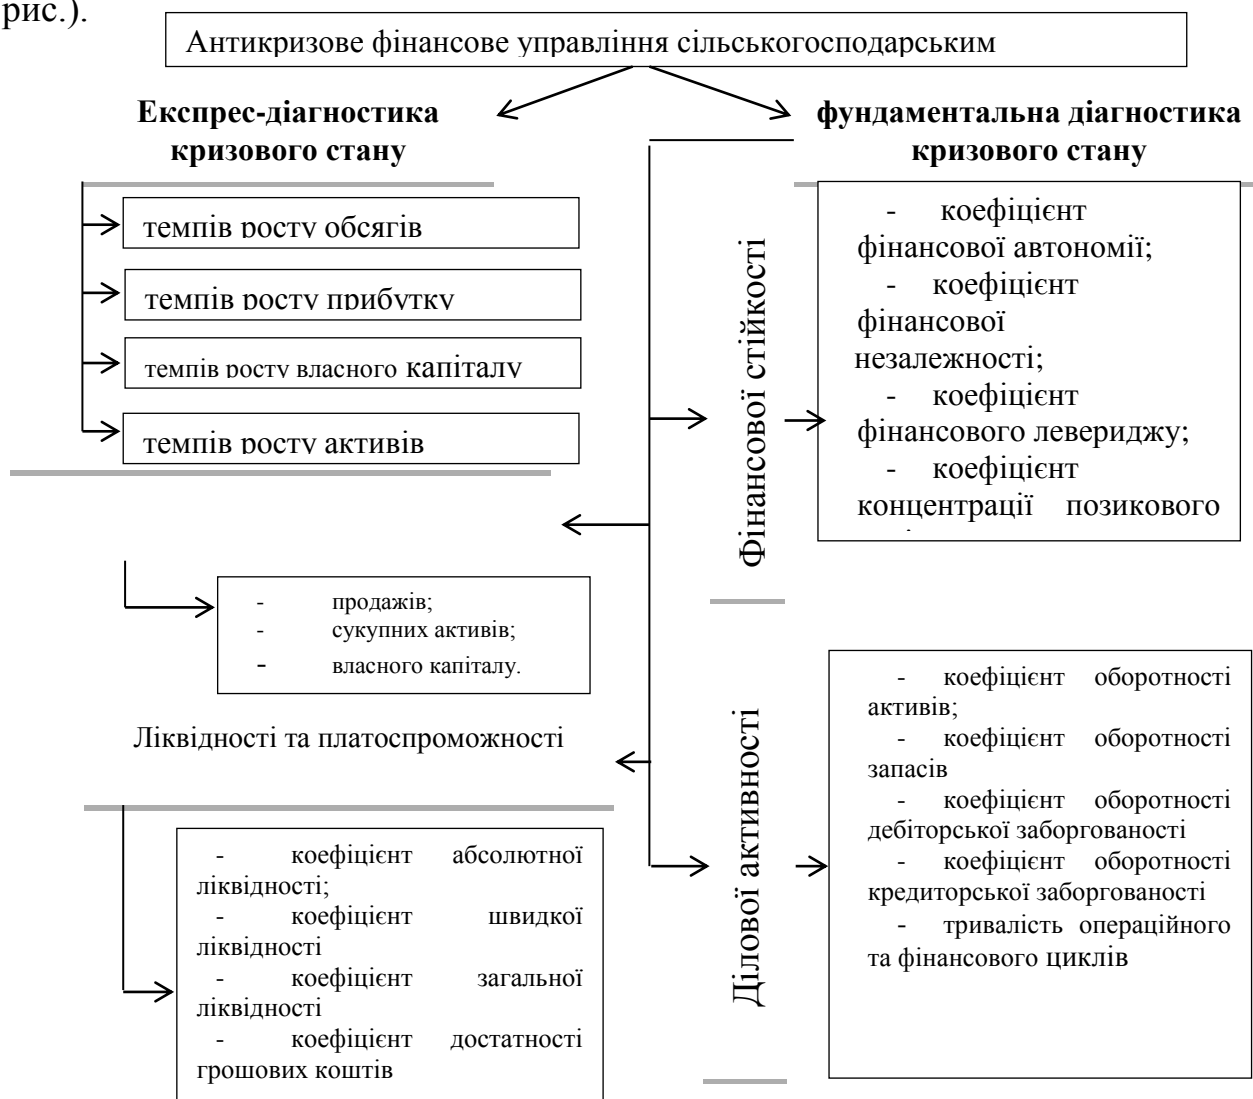 рис.).
Антикризове фінансове управління сільськогосподарським
Експрес-діагностика
кризового стану
фундаментальна діагностика
кризового стану
темпів росту обсягів
темпів росту прибутку
темпів росту власного капіталу
темпів росту активів
Фінансової стійкості
- коефіцієнт
фінансової автономії;
- коефіцієнт
фінансової
незалежності;
- коефіцієнт
фінансового левериджу;
- коефіцієнт
концентрації позикового
- продажів;
- сукупних активів;
- власного капіталу.
Ліквідності та платоспроможності
- коефіцієнт абсолютної
ліквідності;
- коефіцієнт швидкої
ліквідності
- коефіцієнт загальної
ліквідності
- коефіцієнт достатності
грошових коштів
Ділової активності
- коефіцієнт оборотності
активів;
- коефіцієнт оборотності
запасів
- коефіцієнт оборотності
дебіторської заборгованості
- коефіцієнт оборотності
кредиторської заборгованості
- тривалість операційного
та фінансового циклів